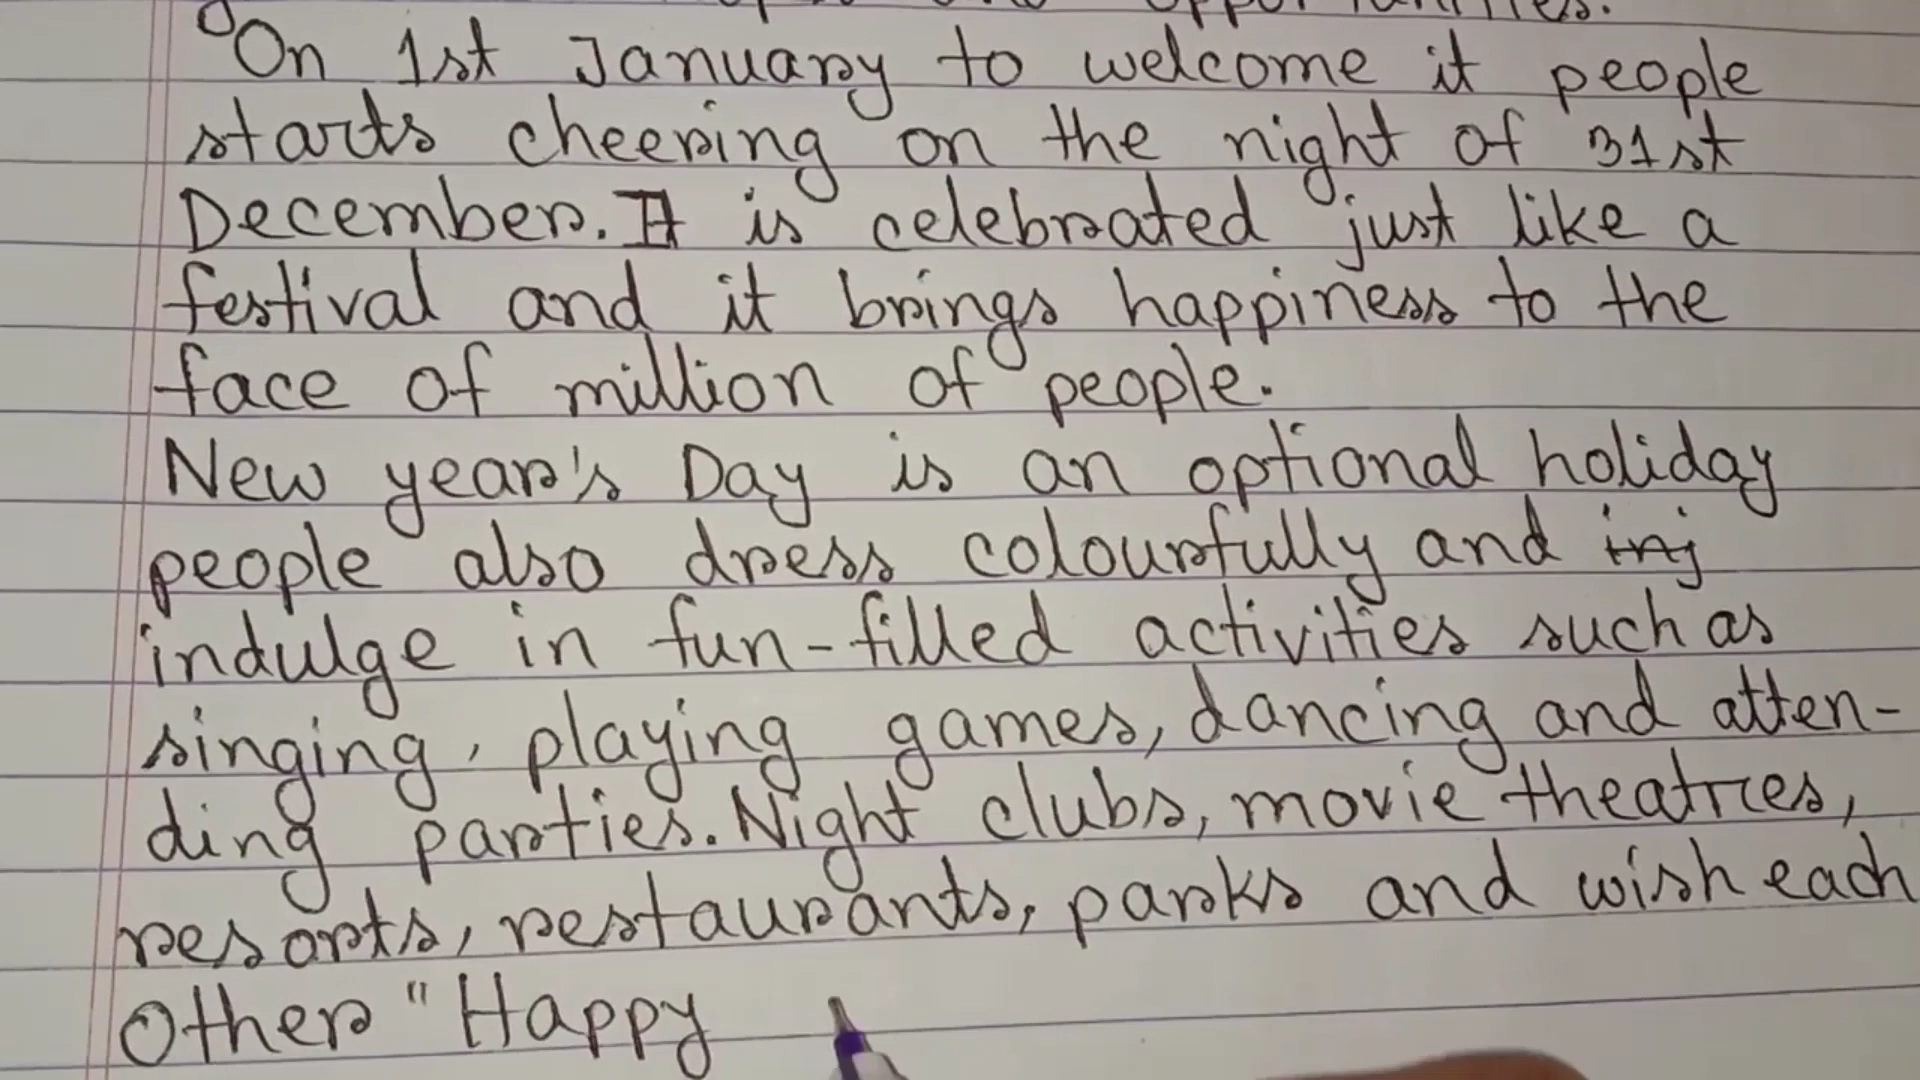 opportunities.
On 1st January to welcome it people
starts cheering on the night of 31st
December. It is celebrated just like a
festival and it brings happiness to the
face of million of people.
New year's Day is an optional holiday
people also dress colourfully and inj
indulge in fun-filled activities such as
singing, playing games, dancing and atten-
ding parties. Night clubs, movie theatres,
resorts, restaurants, parks and wish each
Other "Happy